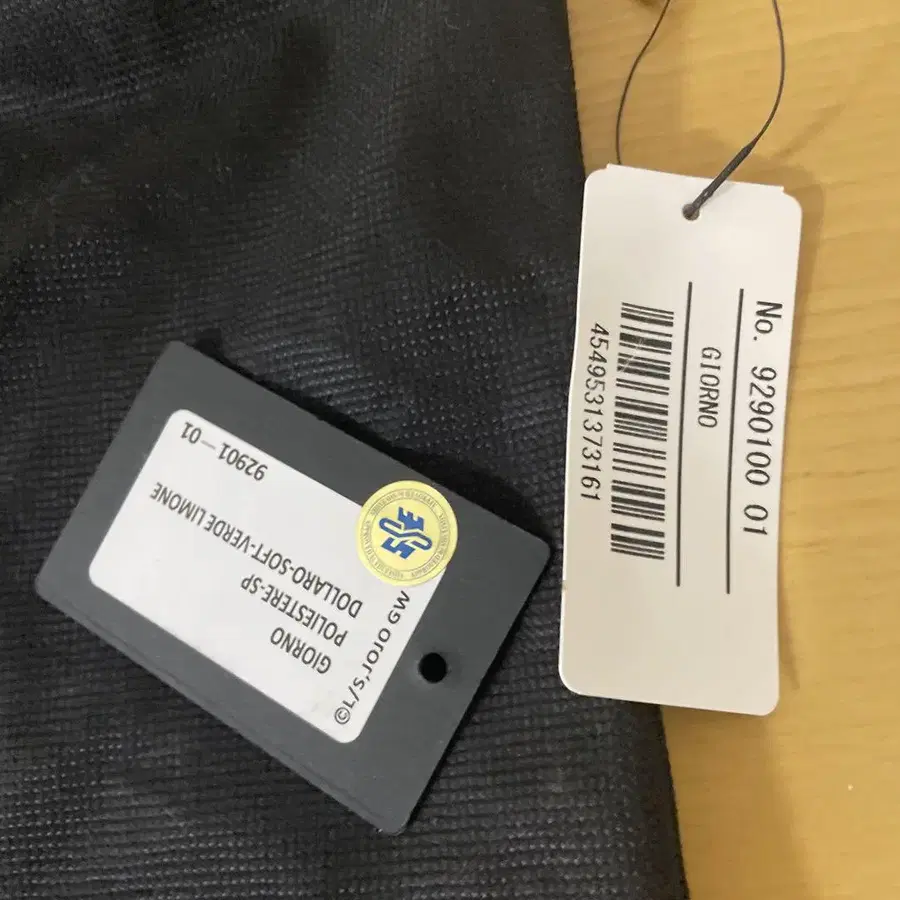 No. 9290100 01
GIORNO
4549531373161
©L/S,JOJO GW
GIORNO
POLIESTERE-SP
DOLLARO-SOFT-VERDE LIMONE
92901-01